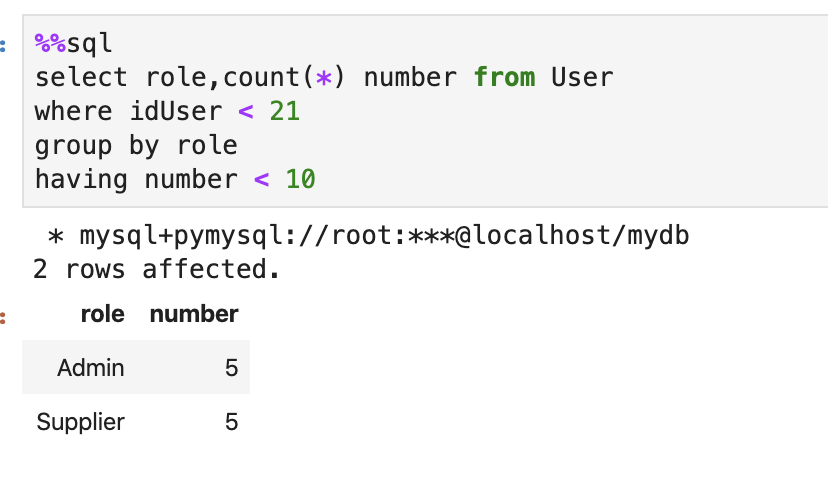 %%sql
select role,count(*) number from User
where idUser < 21
group by role
having number < 10
* mysql+pymysql://root:***@localhost/mydb
2 rows affected.
role number
Admin 5
Supplier 5